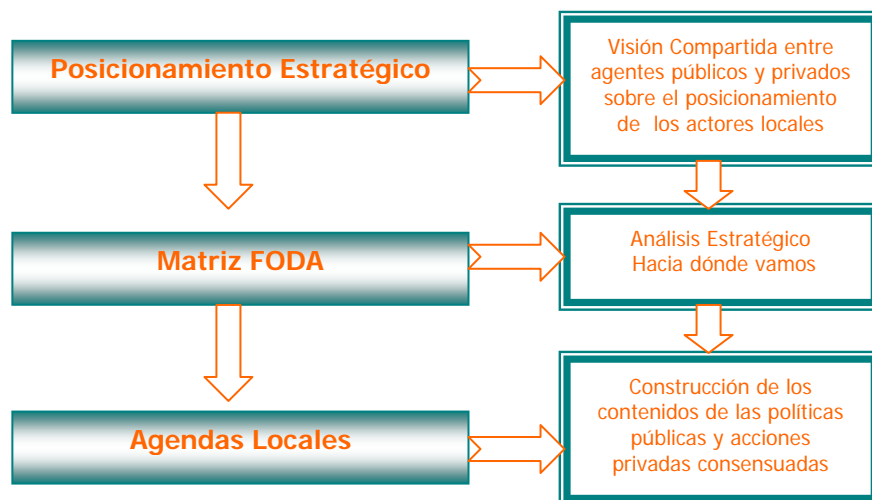 Posicionamiento Estratégico
Visión Compartida entre
agentes públicos y privados
sobre el posicionamiento
de los actores locales
Matriz FODA
Análisis Estratégico
Hacia dónde vamos
Agendas Locales
Construcción de los
contenidos de las políticas
públicas y acciones
privadas consensuadas